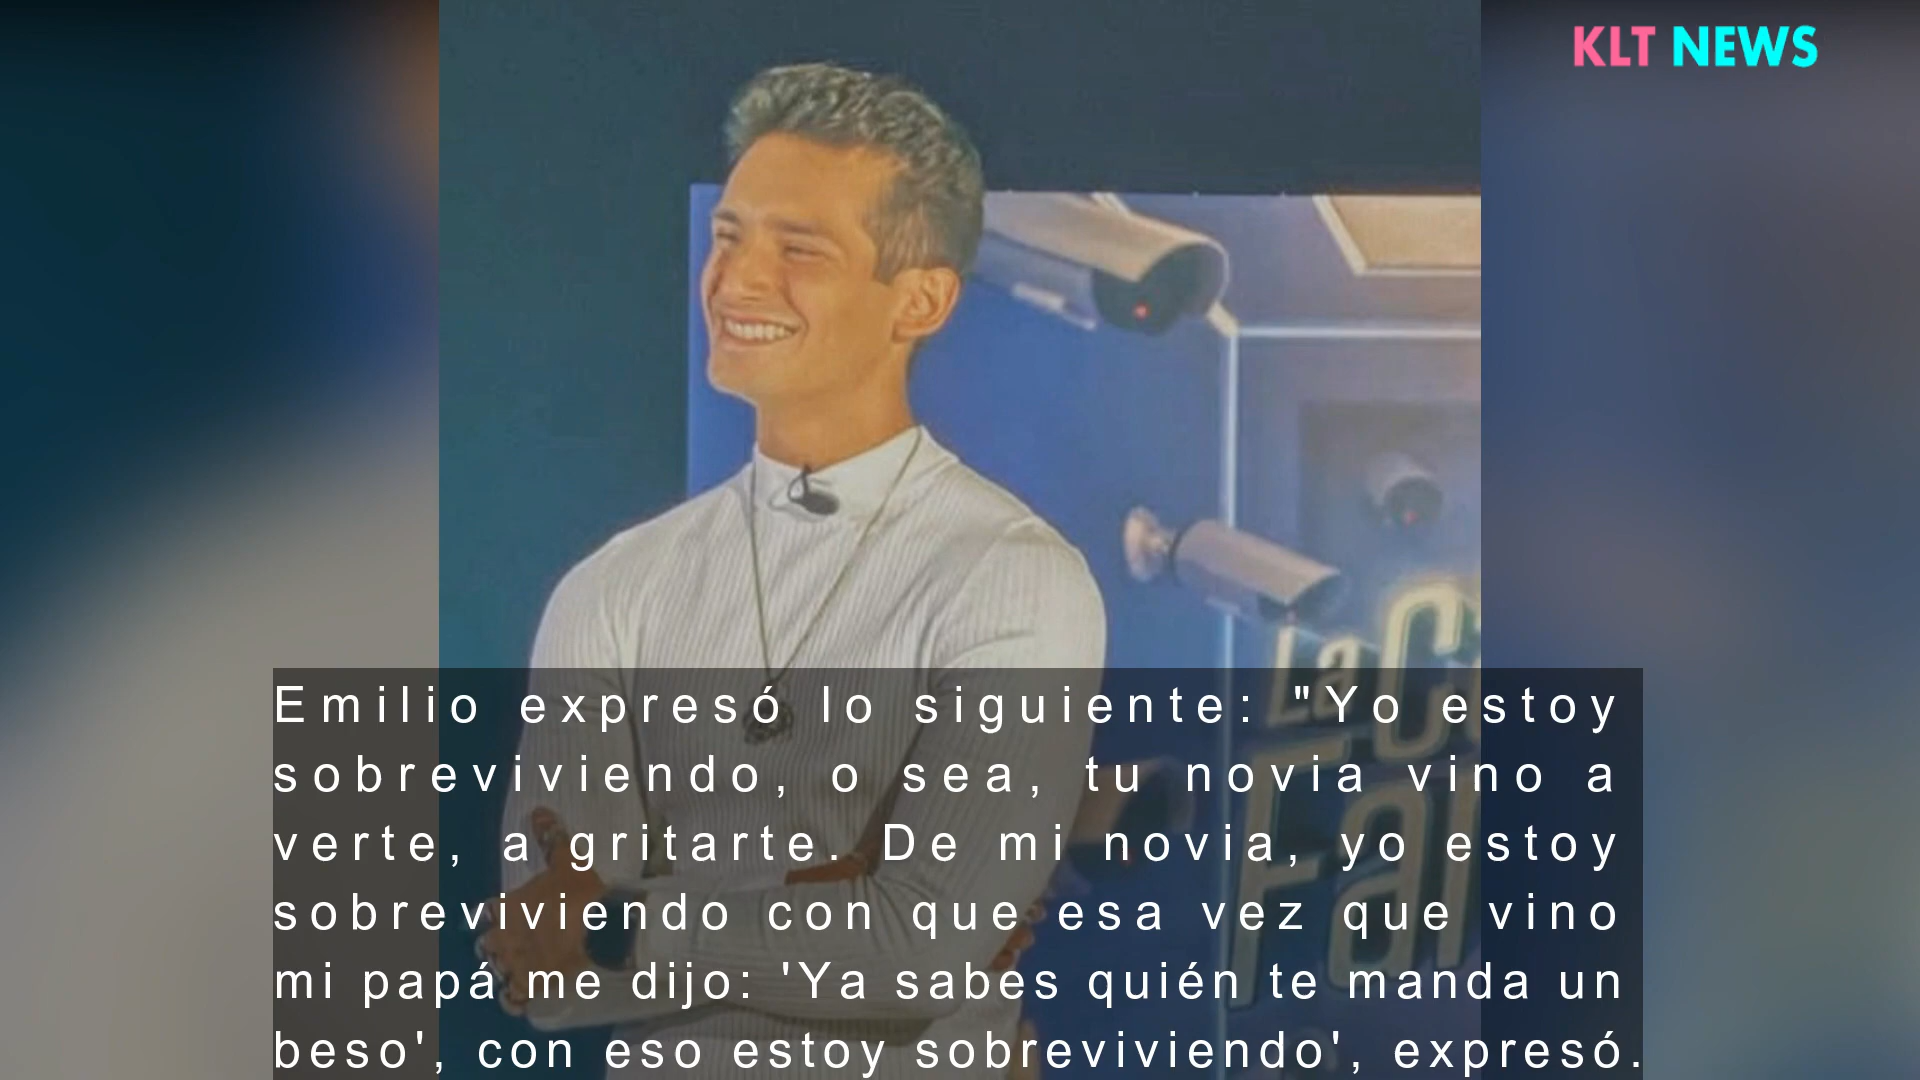 KLT NEWS
La C
Fa
Emilio expresó lo siguiente: "Yo estoy
sobreviviendo, o sea, tu novia vino a
verte, a gritarte. De mi novia, yo estoy
sobreviviendo con que esa vez que vino
mi papá me dijo: 'Ya sabes quién te manda un
beso', con eso estoy sobreviviendo', expresó.